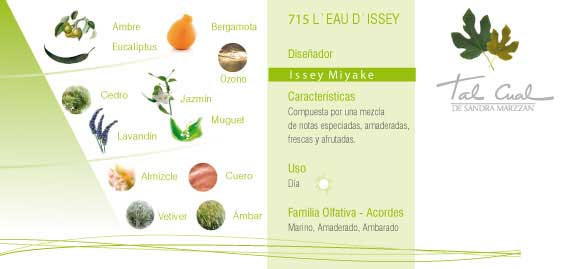 Ambre
Bergamota
Eucaliptus
Ozono
Cedro
Jazmín
Muguet
Lavandin
Almizcle
Cuero
Vetiver
Ambar
715 L´EAU D´ISSEY
Diseñador
Issey Miyake
Características
Compuesta por una mezcla
de notas especiadas, amaderadas,
frescas y afrutadas.
Uso
Día
Familia Olfativa - Acordes
Marino, Amaderado, Ambarado
Tal Cual
DE SANDRA MARZZAN